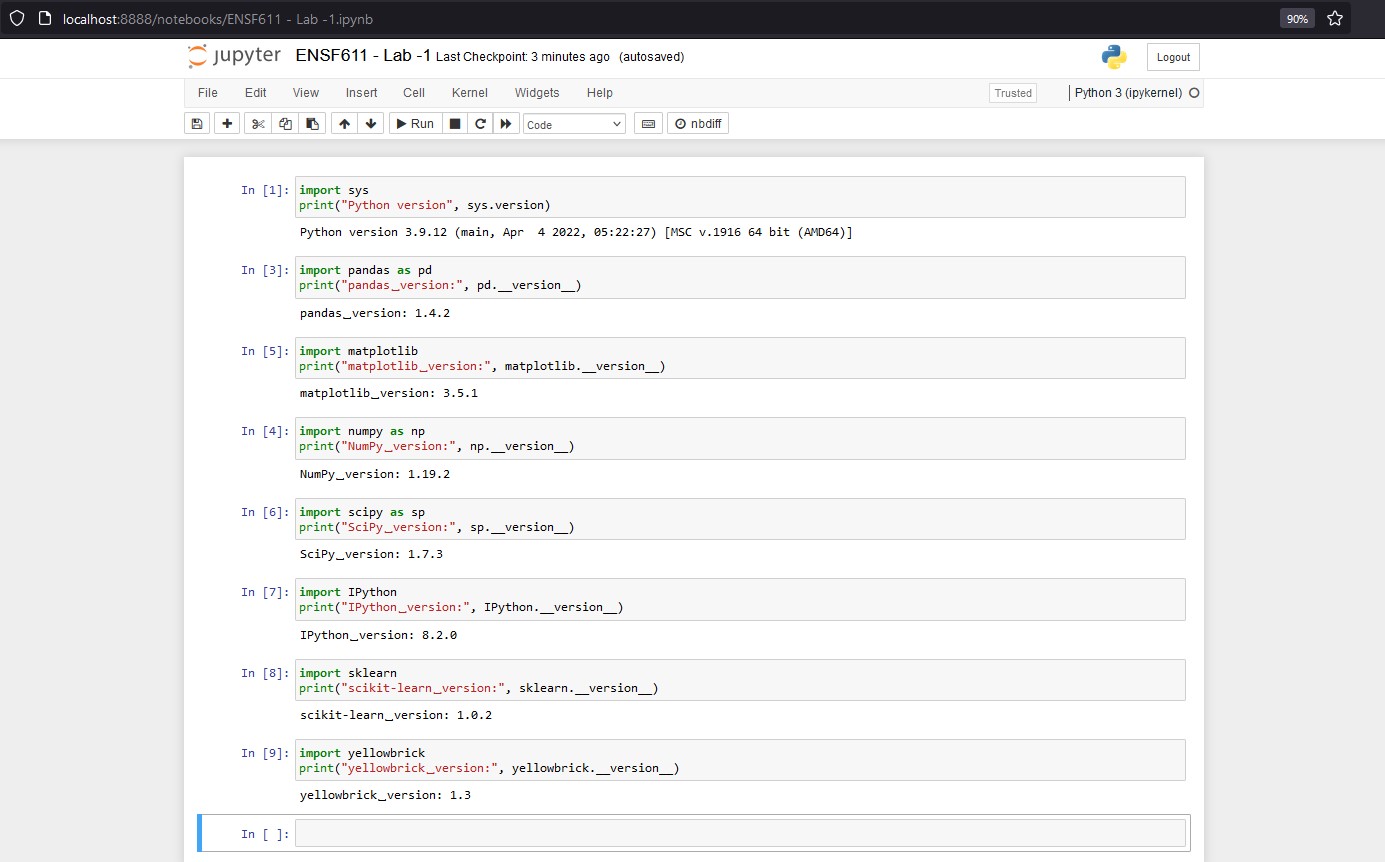 localhost:8888/notebooks/ENSF611 - Lab -1.ipynb
90%
jupyter ENSF611 - Lab -1 Last Checkpoint: 3 minutes ago (autosaved)
Logout
File Edit View Insert Cell Kernel Widgets Help
Trusted
Python 3 (ipykernel)
Run
Code
nbdiff
In [1]: import sys
print("Python version", sys.version)
Python version 3.9.12 (main, Apr  4 2022, 05:22:27) [MSC v.1916 64 bit (AMD64)]
In [3]: import pandas as pd
print("pandas_version:", pd.__version__)
pandas_version: 1.4.2
In [5]: import matplotlib
print("matplotlib_version:", matplotlib.__version__)
matplotlib_version: 3.5.1
In [4]: import numpy as np
print("NumPy_version:", np.__version__)
NumPy_version: 1.19.2
In [6]: import scipy as sp
print("SciPy_version:", sp.__version__)
SciPy_version: 1.7.3
In [7]: import IPython
print("IPython_version:", IPython.__version__)
IPython_version: 8.2.0
In [8]: import sklearn
print("scikit-learn_version:", sklearn.__version__)
scikit-learn_version: 1.0.2
In [9]: import yellowbrick
print("yellowbrick_version:", yellowbrick.__version__)
yellowbrick_version: 1.3
In [ ]: